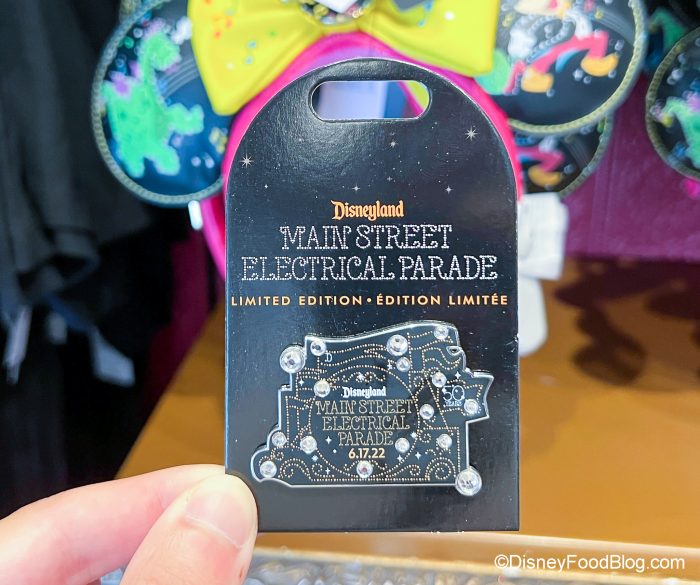 Disneyland
MAIN STREET
ELECTRICAL PARADE
LIMITED EDITION • ÉDITION LIMITÉE
Disneyland
MAIN STREET
ELECTRICAL
PARADE
6.17.22
50
YEARS
©DisneyFoodBlog.com